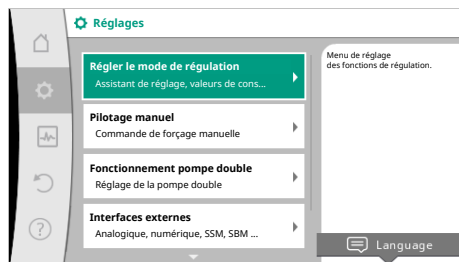 Réglages
Régler le mode de régulation
Assistant de réglage, valeurs de cons...
Pilotage manuel
Commande de forçage manuelle
Fonctionnement pompe double
Réglage de la pompe double
Interfaces externes
Analogique, numérique, SSM, SBM ...
Menu de réglage
des fonctions de régulation.
Language